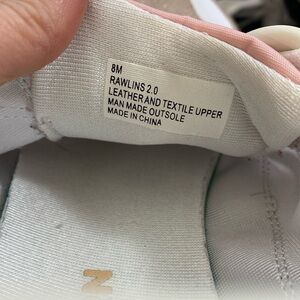 8M
RAWLINS 2.0
LEATHER AND TEXTILE UPPER
MAN MADE OUTSOLE
MADE IN CHINA